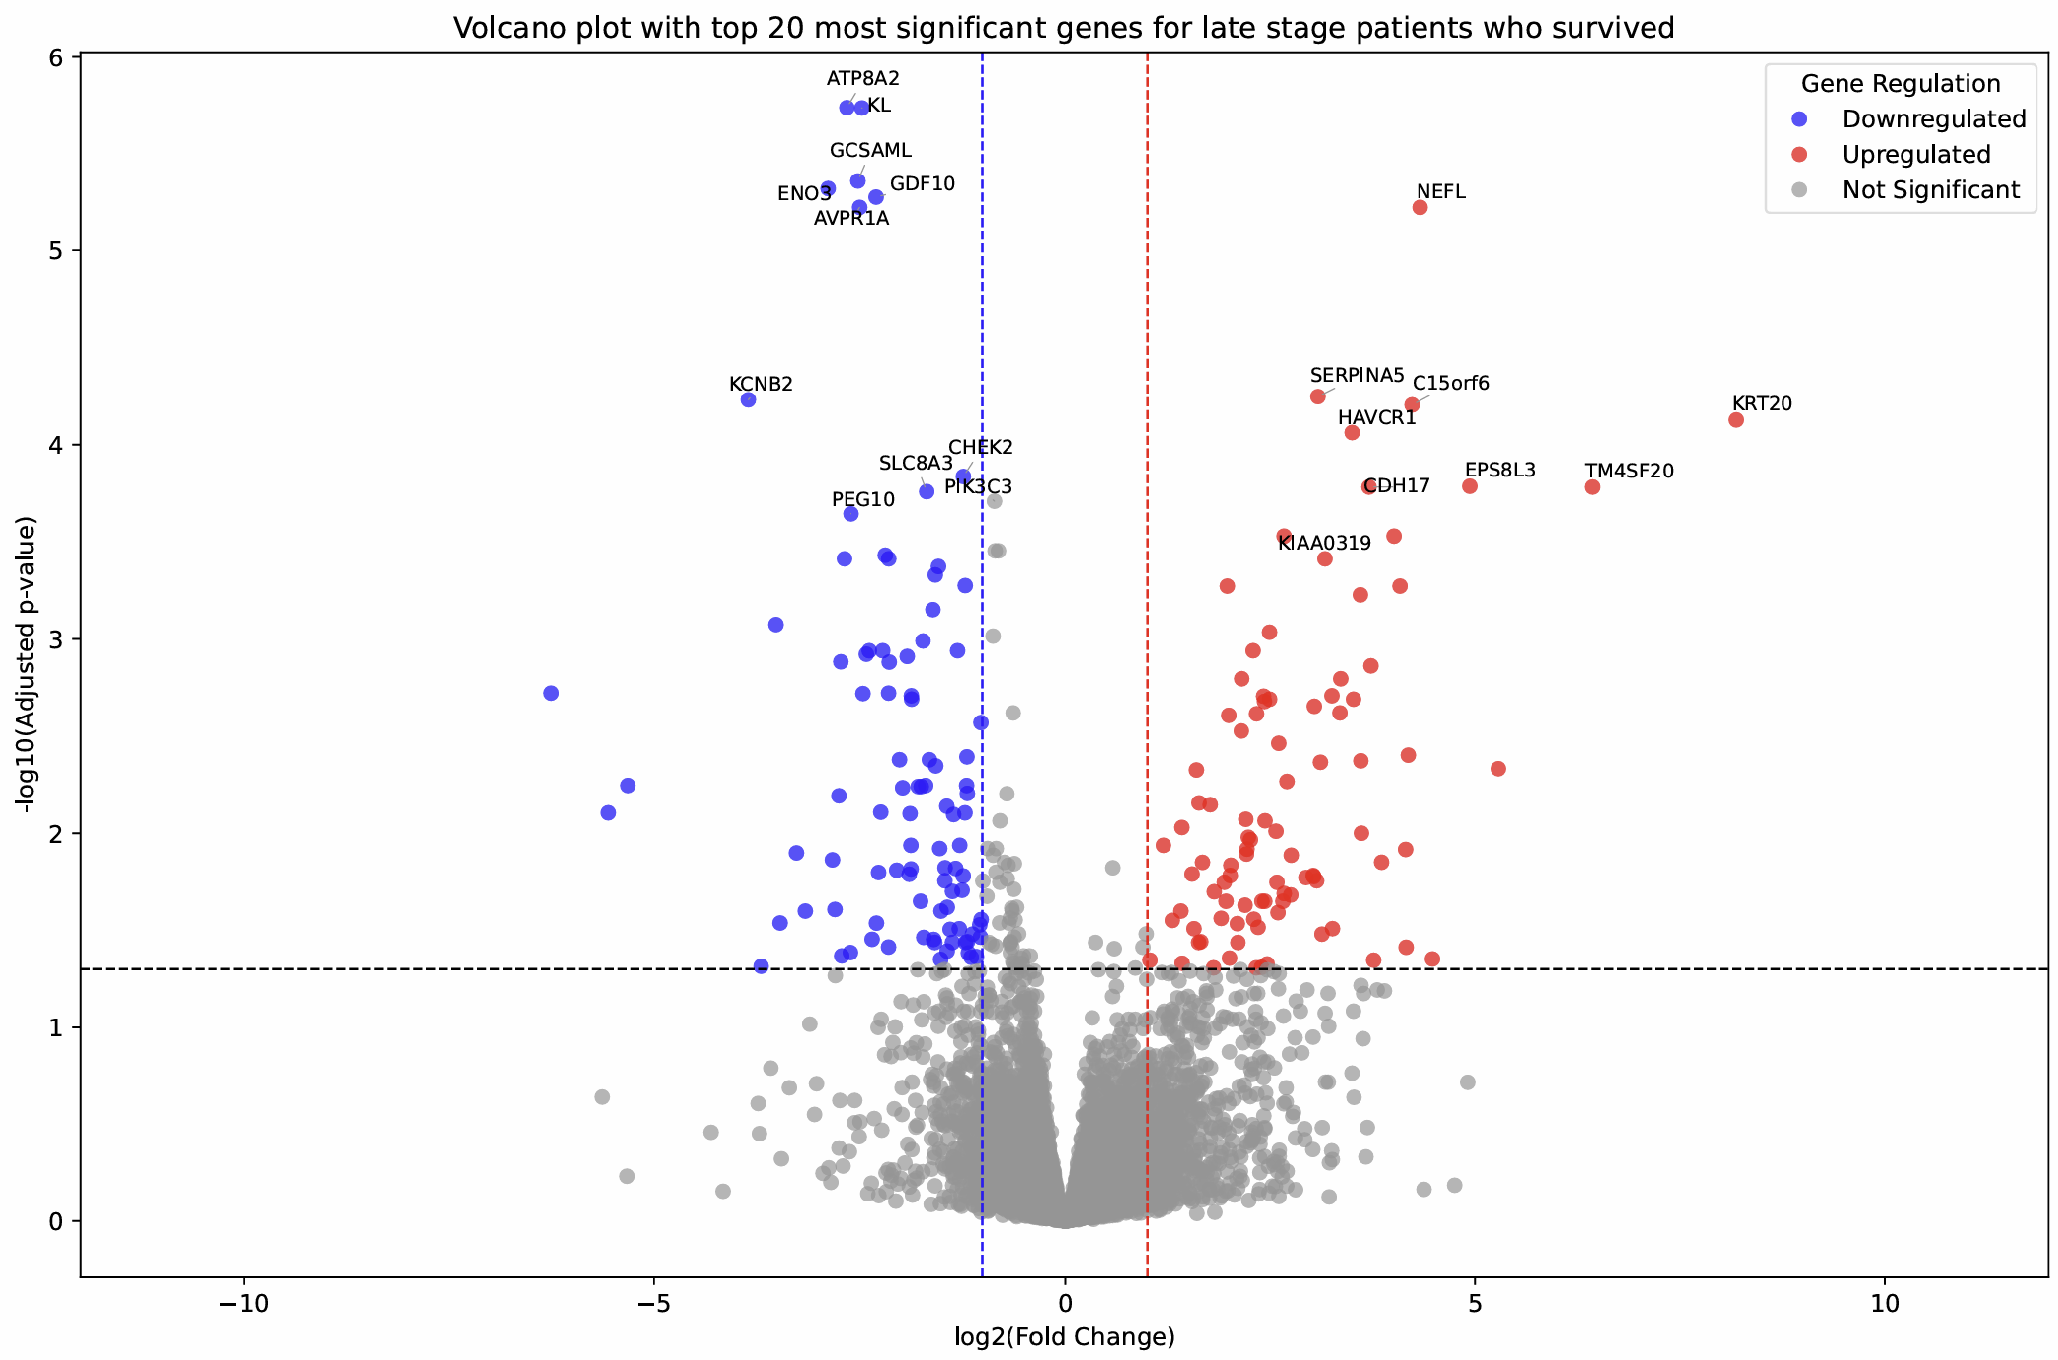 Volcano plot with top 20 most significant genes for late stage patients who survived
Gene Regulation
Downregulated
Upregulated
Not Significant
ATP8A2
KL
GCSAML
GDF10
ENO3
AVPR1A
NEFL
KCNB2
SERPINA5
C15orf6
KRT20
HAVCR1
CHEK2
SLC8A3
PIK3C3
PEG10
CDH17
EPS8L3
TM4SF20
KIAA0319
-log10(Adjusted p-value)
6
5
4
3
2
1
0
−10
−5
0
5
10
log2(Fold Change)